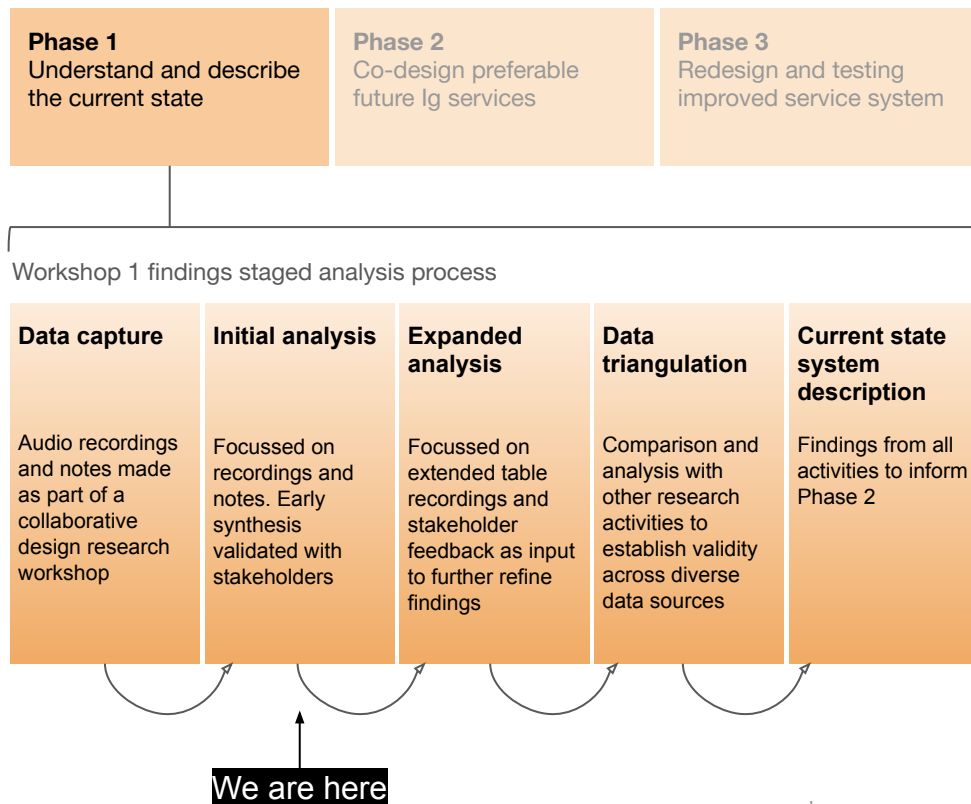 Phase 1
Understand and describe
the current state
Phase 2
Co-design preferable
future Ig services
Phase 3
Redesign and testing
improved service system
Workshop 1 findings staged analysis process
Data capture
Audio recordings
and notes made
as part of a
collaborative
design research
workshop
Initial analysis
Focussed on
recordings and
notes. Early
synthesis
validated with
stakeholders
Expanded
analysis
Focussed on
extended table
recordings and
stakeholder
feedback as input
to further refine
findings
Data
triangulation
Comparison and
analysis with
other research
activities to
establish validity
across diverse
data sources
Current state
system
description
Findings from all
activities to inform
Phase 2
We are here